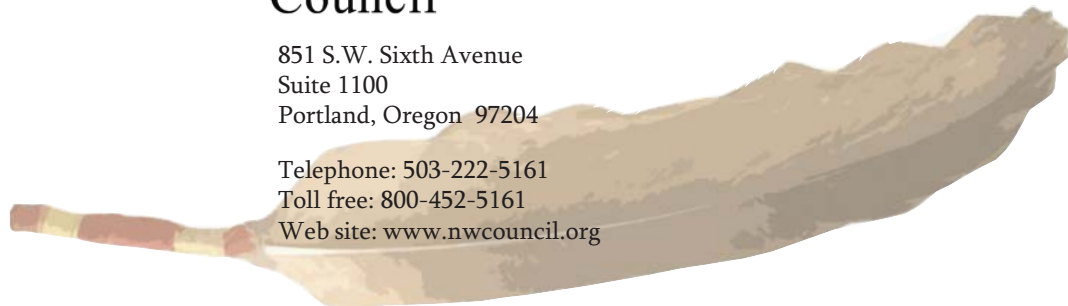 Council
851 S.W. Sixth Avenue
Suite 1100
Portland, Oregon 97204
Telephone: 503-222-5161
Toll free: 800-452-5161
Web site: www.nwcouncil.org